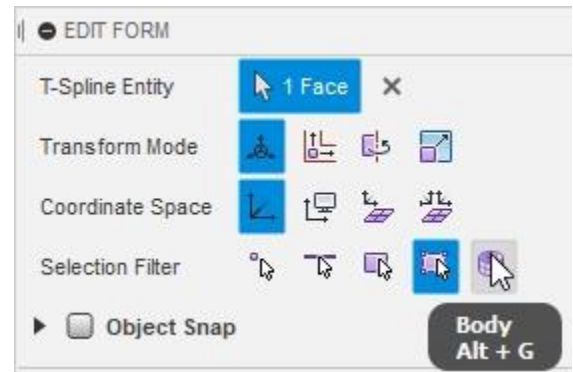 EDIT FORM
T-Spline Entity 1 Face
Transform Mode
Coordinate Space
Selection Filter
Object Snap
Body
Alt + G